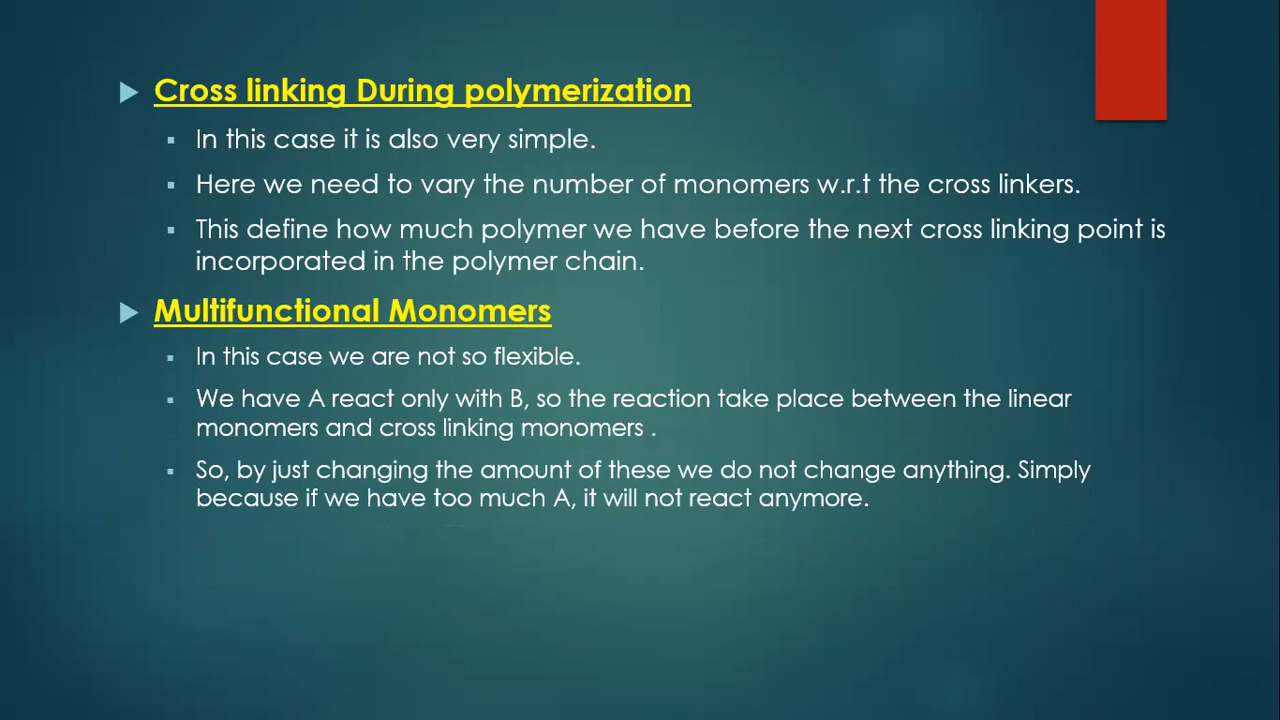 Cross linking During polymerization
In this case it is also very simple.
Here we need to vary the number of monomers w.r.t the cross linkers.
This define how much polymer we have before the next cross linking point is
incorporated in the polymer chain.
Multifunctional Monomers
In this case we are not so flexible.
We have A react only with B, so the reaction take place between the linear
monomers and cross linking monomers .
So, by just changing the amount of these we do not change anything. Simply
because if we have too much A, it will not react anymore.